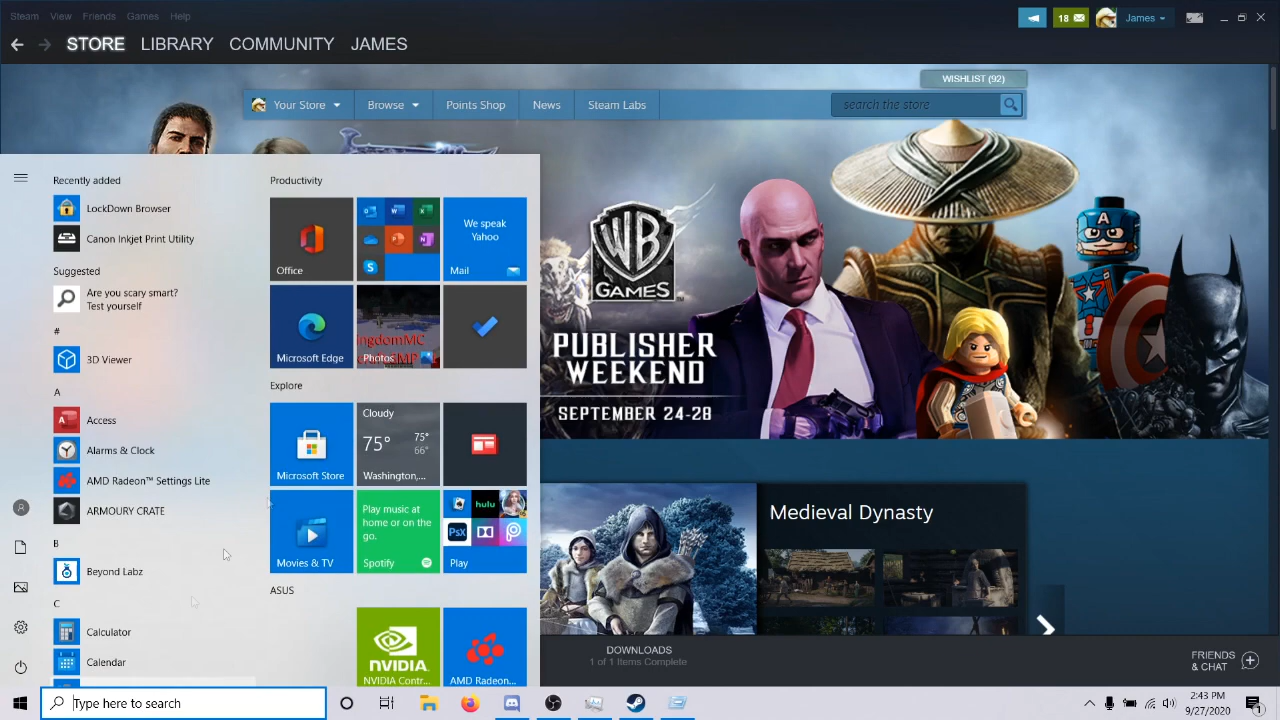 Steam View Friends Games Help
18 James
STORE LIBRARY COMMUNITY JAMES
WISHLIST (92)
Your Store Browse Points Shop News Steam Labs search the store
WB
GAMES
PUBLISHER
WEEKEND
SEPTEMBER 24-28
Medieval Dynasty
Recently added
LockDown Browser
Canon Inkjet Print Utility
Suggested
Are you scary smart?
Test yourself
#
3D Viewer
A
Access
Alarms & Clock
AMD Radeon™ Settings Lite
ARMOURY CRATE
B
Beyond Labz
C
Calculator
Calendar
Productivity
Office
We speak
Yahoo
Mail
Microsoft Edge
ngdomMC
Photos
Explore
Microsoft Store
Cloudy
75° 75°
66°
Washington,...
Movies & TV
Play music at
home or on the
go.
Spotify
hulu
PsX
Play
ASUS
NVIDIA
NVIDIA Contr...
AMD Radeon...
DOWNLOADS
1 of 1 Items Complete
FRIENDS
& CHAT
Type here to search
2:43 PM
9/27/2020
1